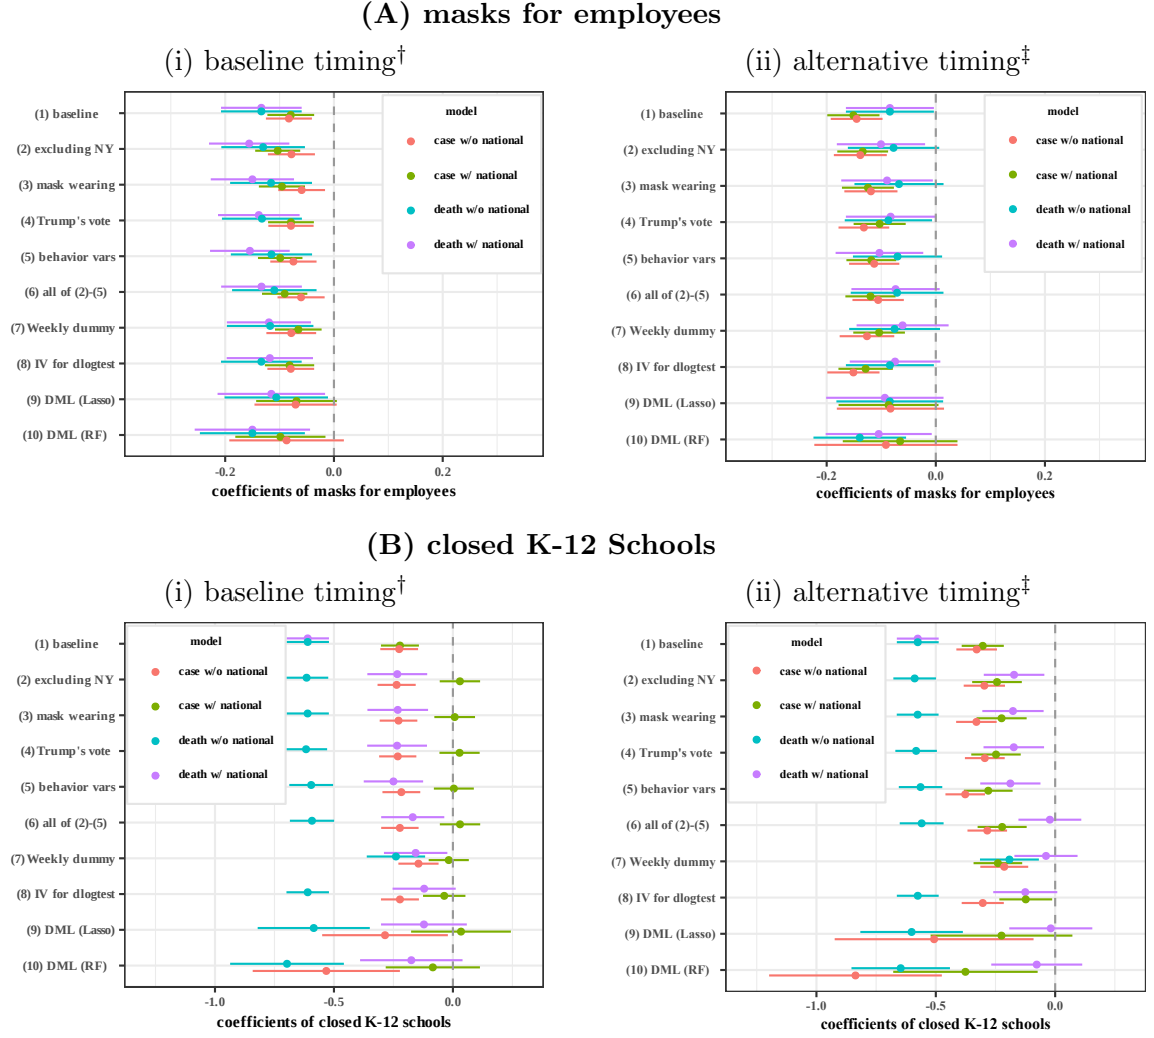 (A) masks for employees
(i) baseline timing†
(ii) alternative timing‡
(1) baseline
(2) excluding NY
(3) mask wearing
(4) Trump's vote
(5) behavior vars
(6) all of (2)-(5)
(7) Weekly dummy
(8) IV for dlogtest
(9) DML (Lasso)
(10) DML (RF)
model
case w/o national
case w/ national
death w/o national
death w/ national
-0.2 0.0 0.2
coefficients of masks for employees
(1) baseline
(2) excluding NY
(3) mask wearing
(4) Trump's vote
(5) behavior vars
(6) all of (2)-(5)
(7) Weekly dummy
(8) IV for dlogtest
(9) DML (Lasso)
(10) DML (RF)
model
case w/o national
case w/ national
death w/o national
death w/ national
-0.2 0.0 0.2
coefficients of masks for employees
(B) closed K-12 Schools
(i) baseline timing†
(ii) alternative timing‡
(1) baseline
(2) excluding NY
(3) mask wearing
(4) Trump's vote
(5) behavior vars
(6) all of (2)-(5)
(7) Weekly dummy
(8) IV for dlogtest
(9) DML (Lasso)
(10) DML (RF)
model
case w/o national
case w/ national
death w/o national
death w/ national
-1.0 -0.5 0.0
coefficients of closed K-12 schools
(1) baseline
(2) excluding NY
(3) mask wearing
(4) Trump's vote
(5) behavior vars
(6) all of (2)-(5)
(7) Weekly dummy
(8) IV for dlogtest
(9) DML (Lasso)
(10) DML (RF)
model
case w/o national
case w/ national
death w/o national
death w/ national
-1.0 -0.5 0.0
coefficients of closed K-12 schools